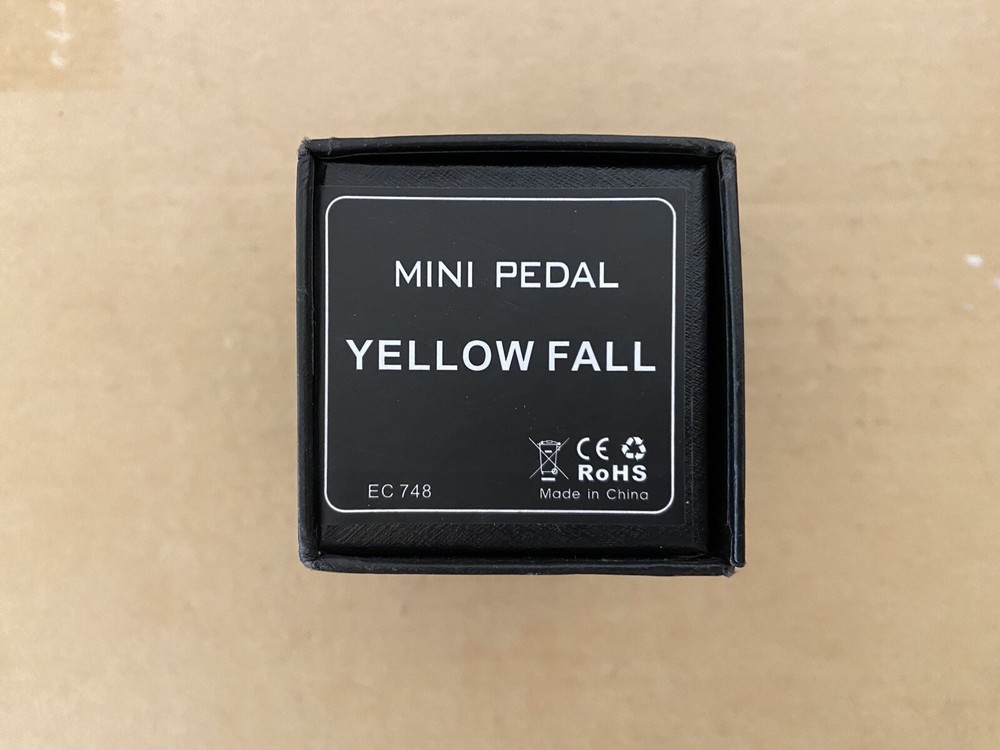 MINI PEDAL
YELLOW FALL
CE
RoHS
EC 748
Made in China